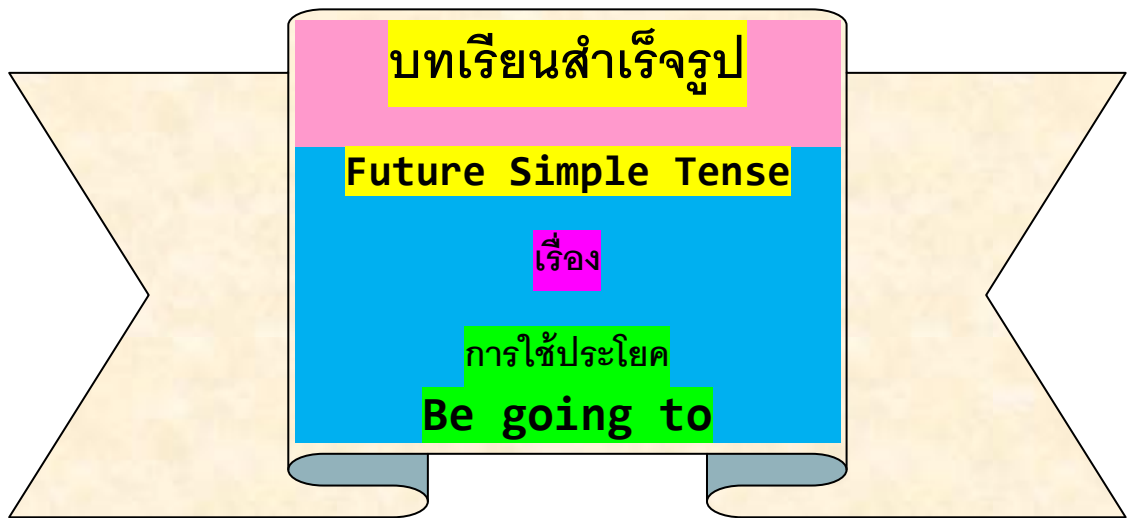 บทเรียนสำเร็จรูป
Future Simple Tense
เรื่อง
การใช้ประโยค
Be going to